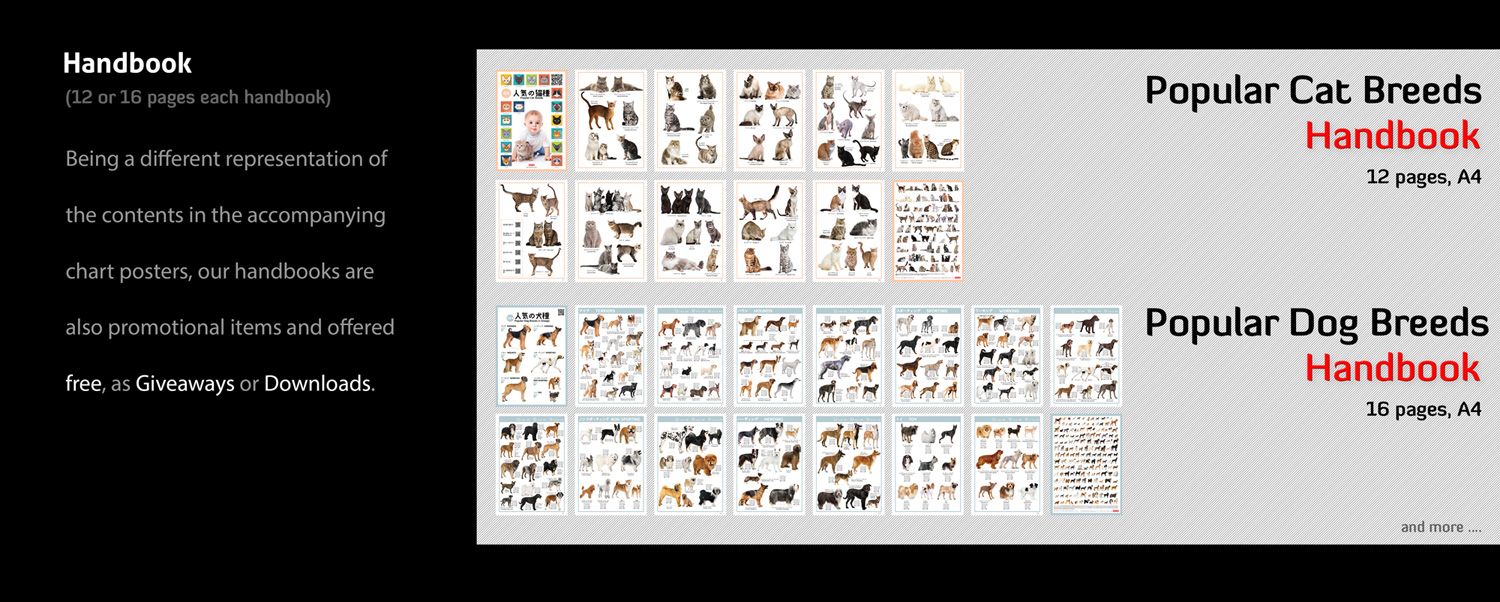 Handbook
(12 or 16 pages each handbook)
Being a different representation of
the contents in the accompanying
chart posters, our handbooks are
also promotional items and offered
free, as Giveaways or Downloads.
人気の猫種
Popular Cat Breeds
Handbook
12 pages, A4
人気の犬種
Popular Dog Breeds
Handbook
16 pages, A4
and more ....